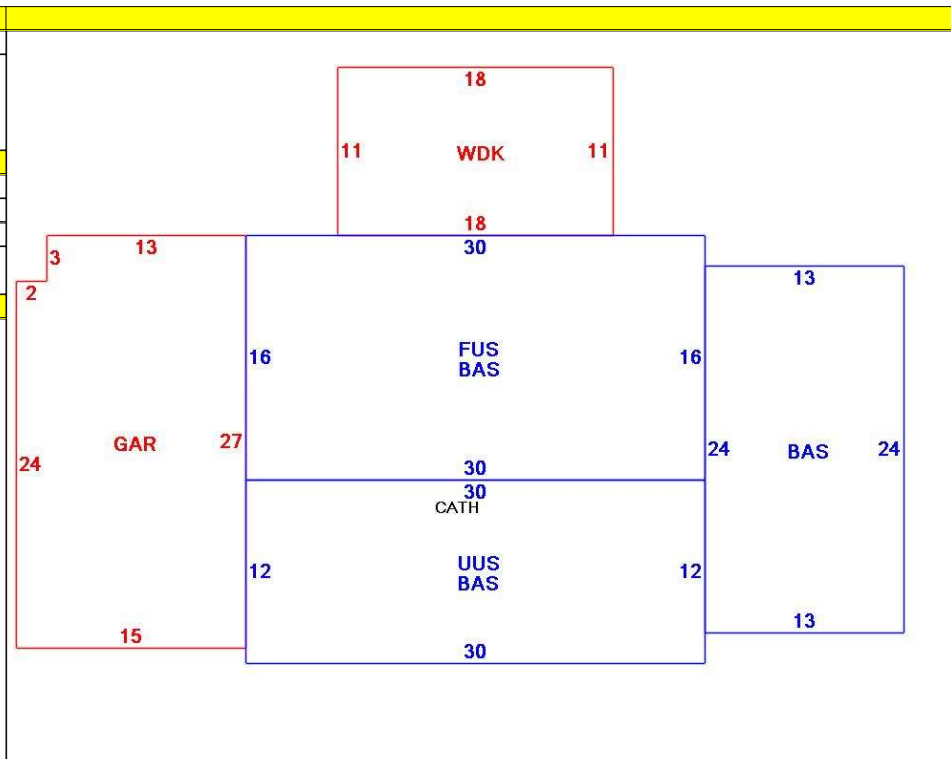 18
11 WDK 11
18
3 13 30 13
2
16 FUS 16
BAS
GAR 27 24 BAS 24
24
30
30
CATH
12 UUS 12
BAS
15 13
30